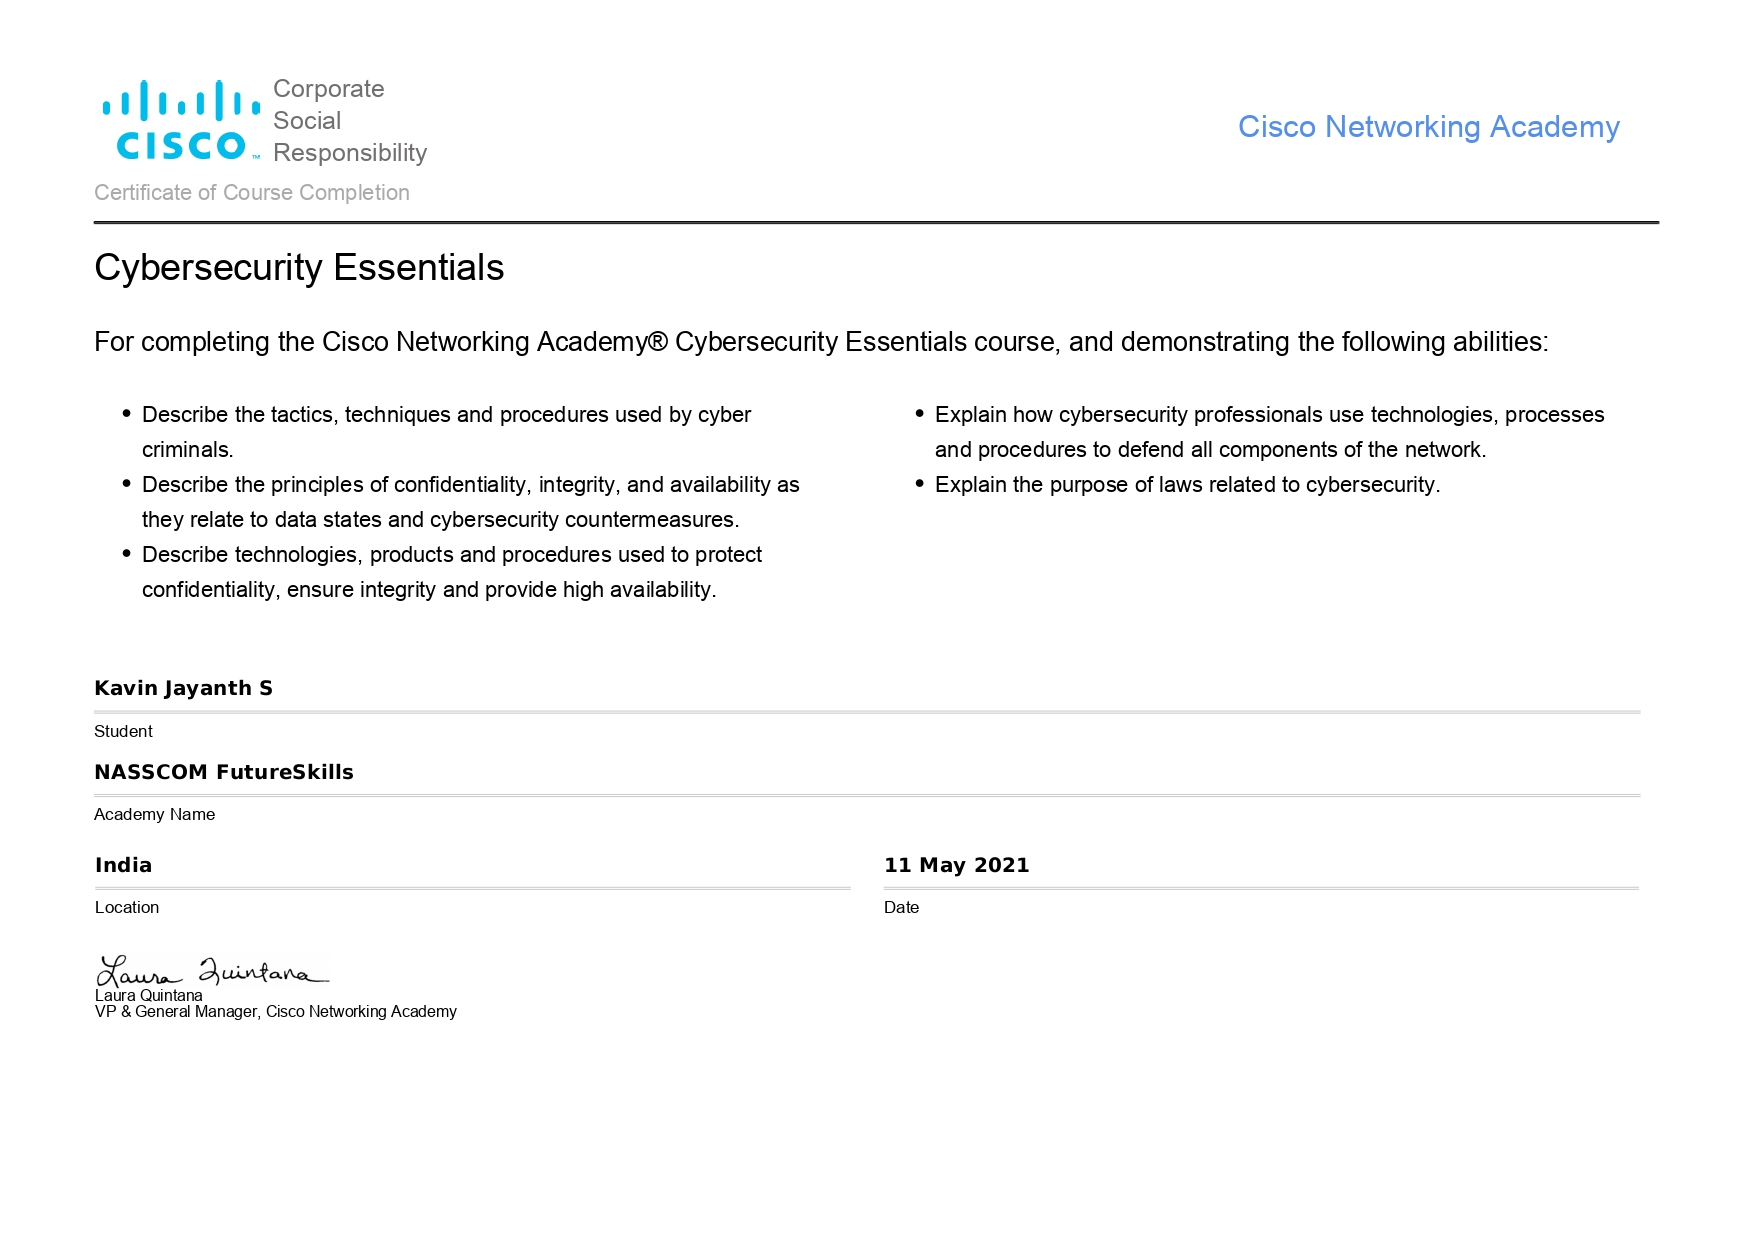 Corporate
Social
Responsibility
CISCO™
Cisco Networking Academy
Certificate of Course Completion
Cybersecurity Essentials
For completing the Cisco Networking Academy® Cybersecurity Essentials course, and demonstrating the following abilities:
• Describe the tactics, techniques and procedures used by cyber
criminals.
• Describe the principles of confidentiality, integrity, and availability as
they relate to data states and cybersecurity countermeasures.
• Describe technologies, products and procedures used to protect
confidentiality, ensure integrity and provide high availability.
• Explain how cybersecurity professionals use technologies, processes
and procedures to defend all components of the network.
• Explain the purpose of laws related to cybersecurity.
Kavin Jayanth S
Student
NASSCOM FutureSkills
Academy Name
India
Location
11 May 2021
Date
Laura Quintana
Laura Quintana
VP & General Manager, Cisco Networking Academy